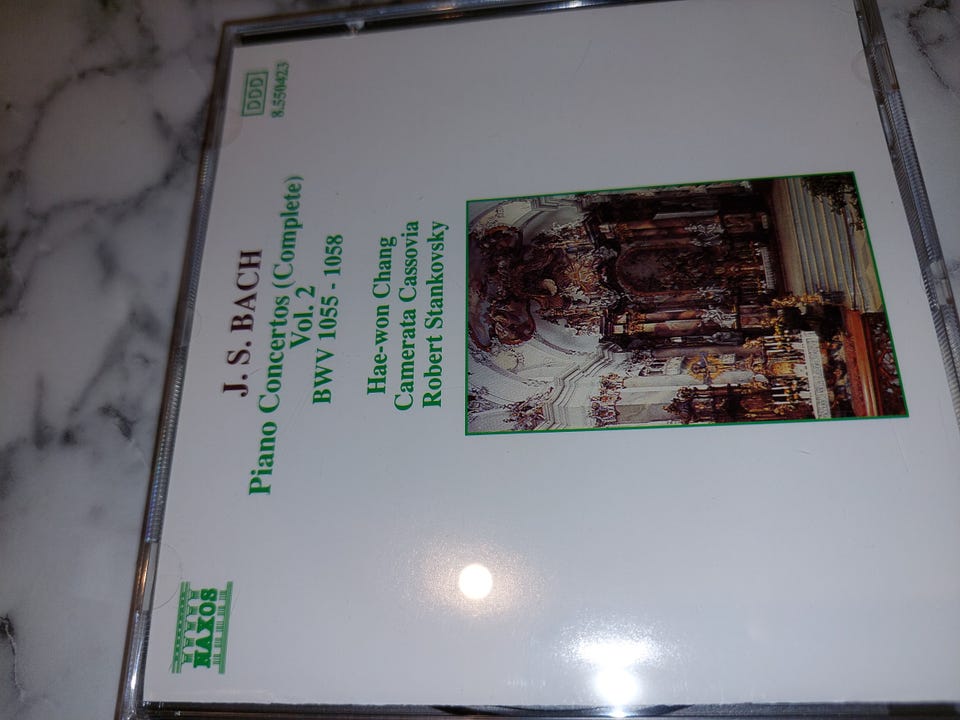 NAXOS
DDD
8.550423
J. S. BACH
Piano Concertos (Complete)
Vol. 2
BWV 1055 - 1058
Hae-won Chang
Camerata Cassovia
Robert Stankovsky